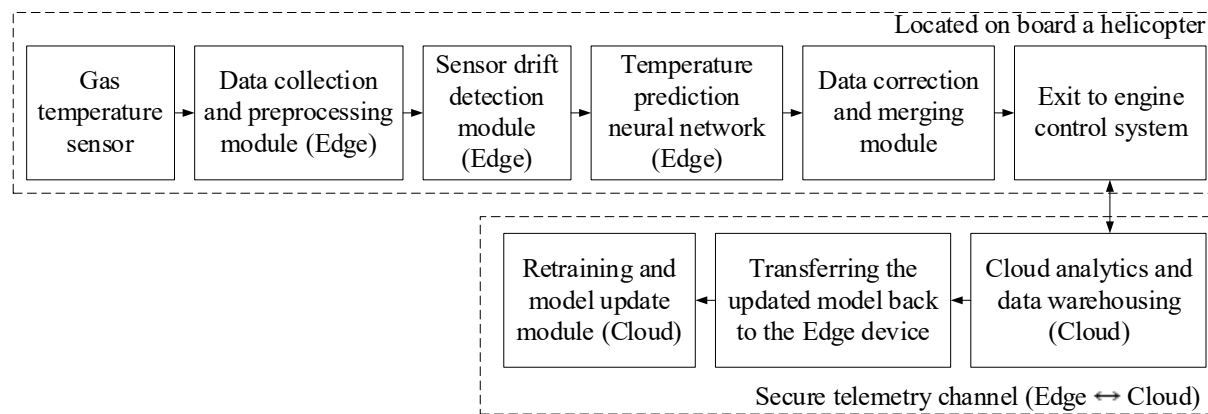 Located on board a helicopter
Gas
temperature
sensor
Data collection
and preprocessing
module (Edge)
Sensor drift
detection
module
(Edge)
Temperature
prediction
neural network
(Edge)
Data correction
and merging
module
Exit to engine
control system
Retraining and
model update
module (Cloud)
Transferring the
updated model back
to the Edge device
Cloud analytics and
data warehousing
(Cloud)
Secure telemetry channel (Edge ↔ Cloud)